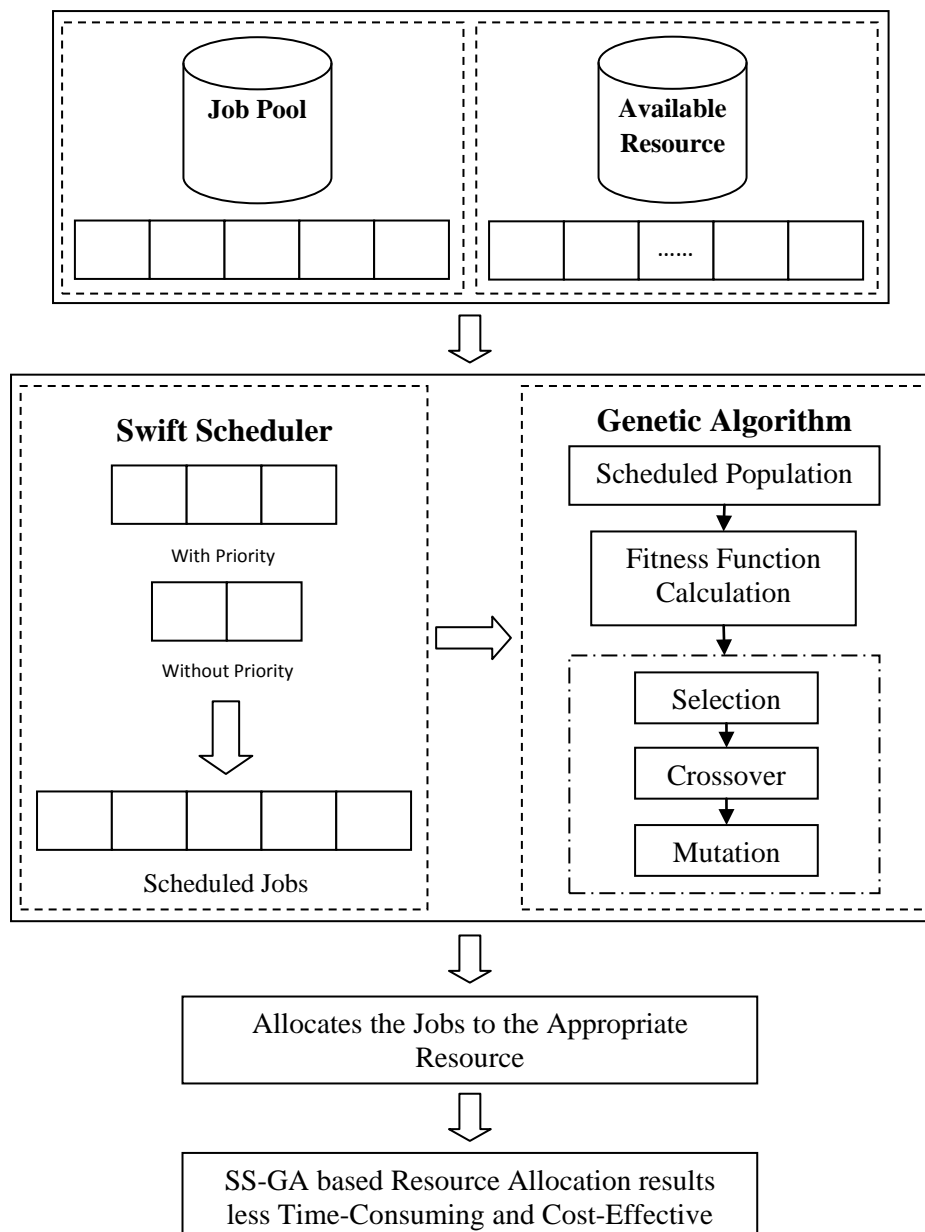 Job Pool
Available
Resource
......
Swift Scheduler
With Priority
Without Priority
Scheduled Jobs
Genetic Algorithm
Scheduled Population
Fitness Function
Calculation
Selection
Crossover
Mutation
Allocates the Jobs to the Appropriate
Resource
SS-GA based Resource Allocation results
less Time-Consuming and Cost-Effective